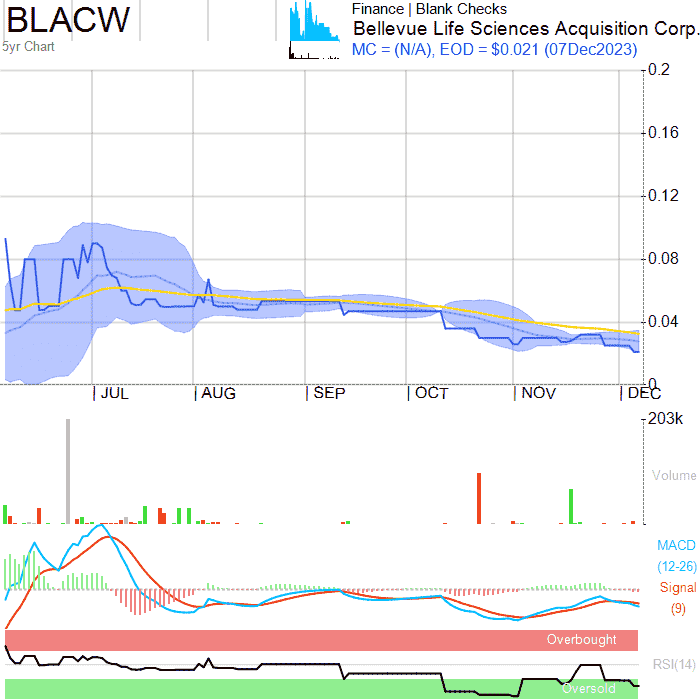 BLACW
5yr Chart
Finance | Blank Checks
Bellevue Life Sciences Acquisition Corp.
MC = (N/A), EOD = $0.021 (07Dec2023)
0.2
0.16
0.12
0.08
0.04
0
JUL AUG SEP OCT NOV DEC
203k
Volume
MACD
(12-26)
Signal
(9)
Overbought
RSI(14)
Oversold